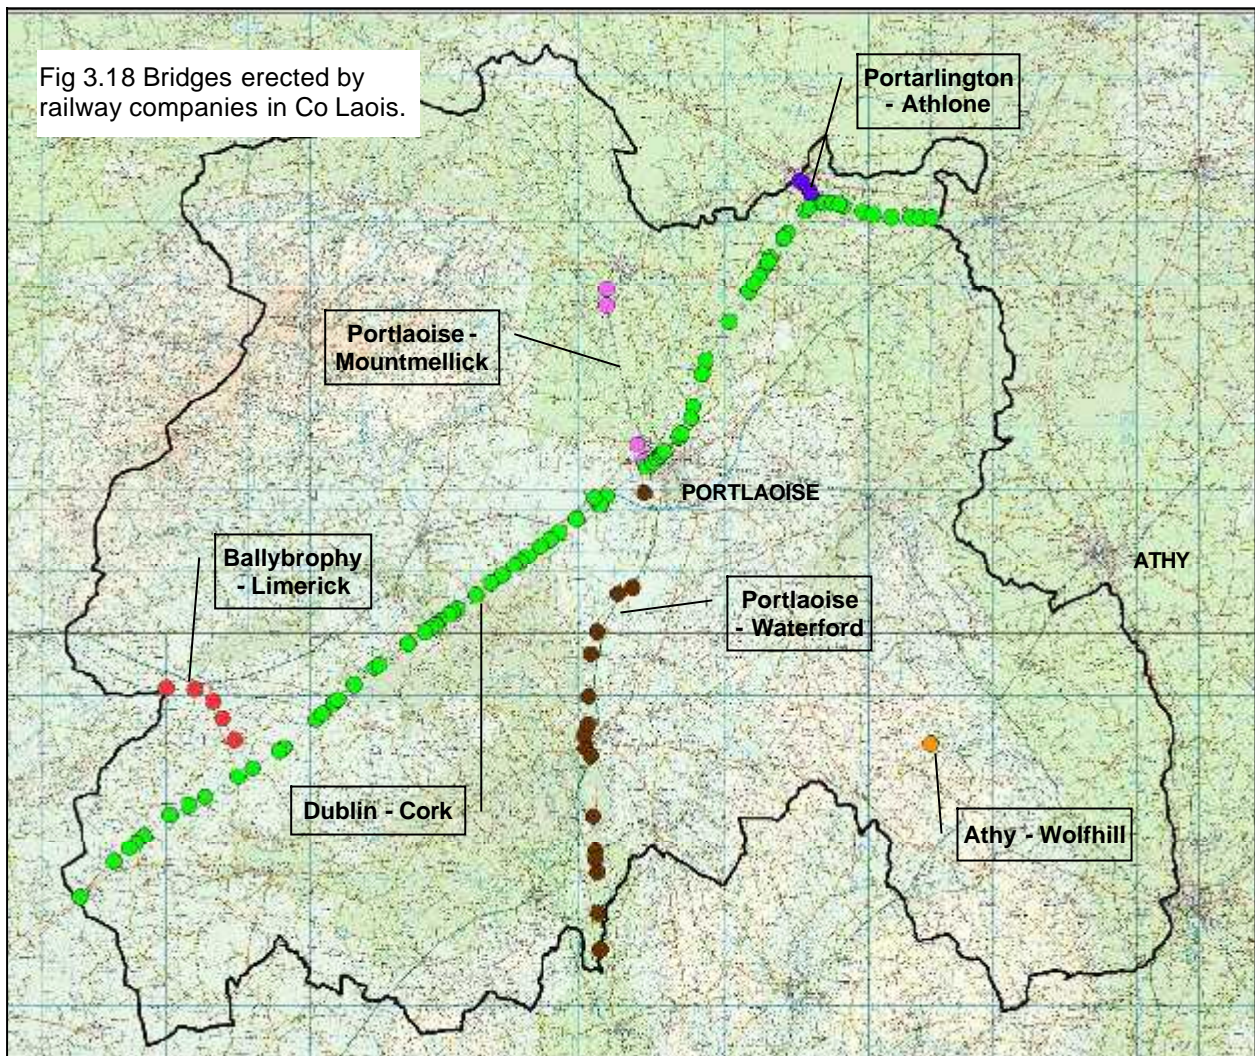 Fig 3.18 Bridges erected by
railway companies in Co Laois.
Portarlington
- Athlone
Portlaoise -
Mountmellick
PORTLAOISE
ATHY
Ballybrophy
- Limerick
Portlaoise
- Waterford
Dublin - Cork
Athy - Wolfhill